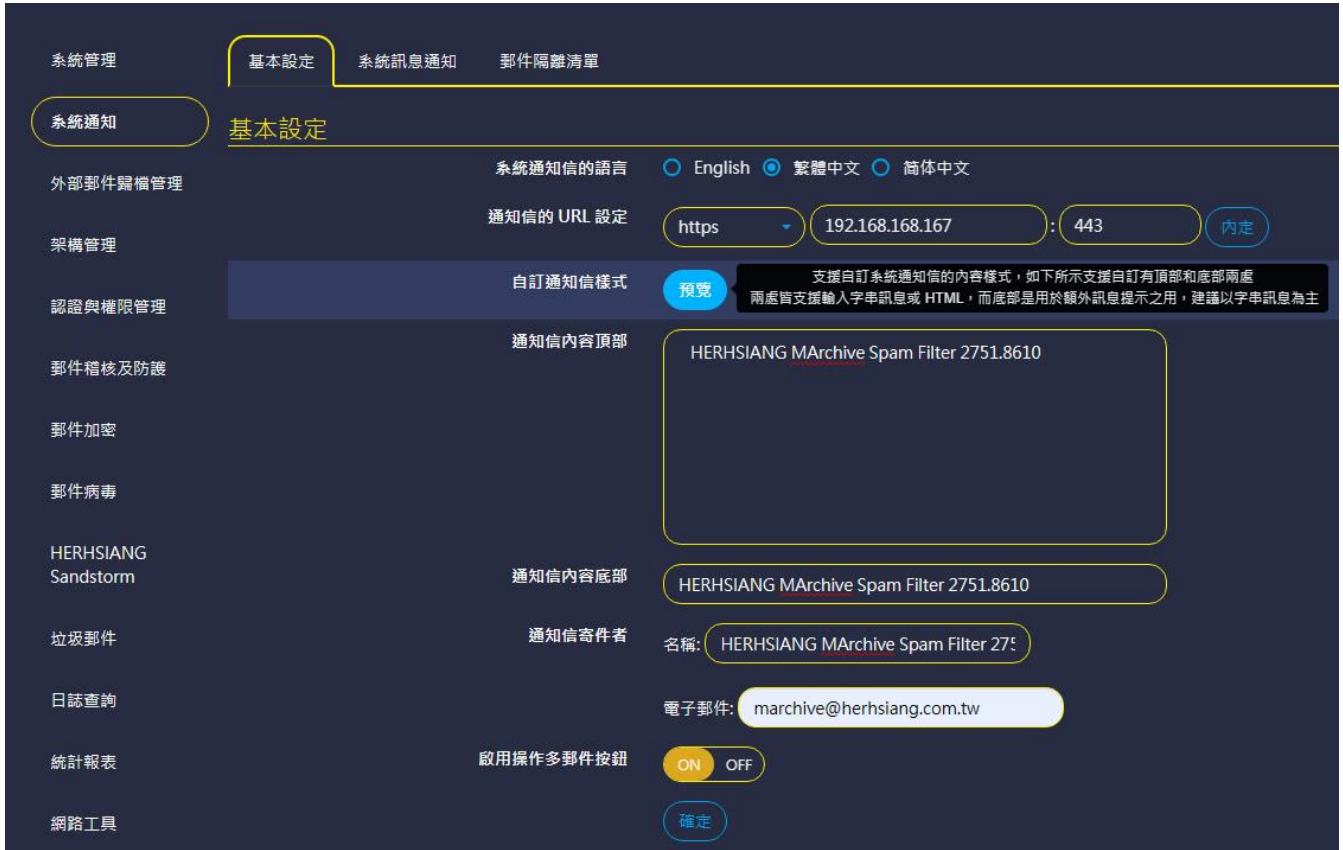 系統管理
系統通知
外部郵件歸檔管理
架構管理
認證與權限管理
郵件稽核及防護
郵件加密
郵件病毒
HERHSIANG
Sandstorm
垃圾郵件
日誌查詢
統計報表
網路工具
基本設定 系統訊息通知 郵件隔離清單
基本設定
系統通知信的語言 English 繁體中文 简体中文
通知信的 URL 設定 https 192.168.168.167 : 443 內定
自訂通知信樣式 預覽
支援自訂系統通知信的內容樣式,如下所示支援自訂有頂部和底部兩處
兩處皆支援輸入字串訊息或 HTML,而底部是用於額外訊息提示之用,建議以字串訊息為主
通知信內容頂部 HERHSIANG MArchive Spam Filter 2751.8610
通知信內容底部 HERHSIANG MArchive Spam Filter 2751.8610
通知信寄件者 名稱: HERHSIANG MArchive Spam Filter 275
電子郵件: marchive@herhsiang.com.tw
啟用操作多郵件按鈕 ON OFF
確定